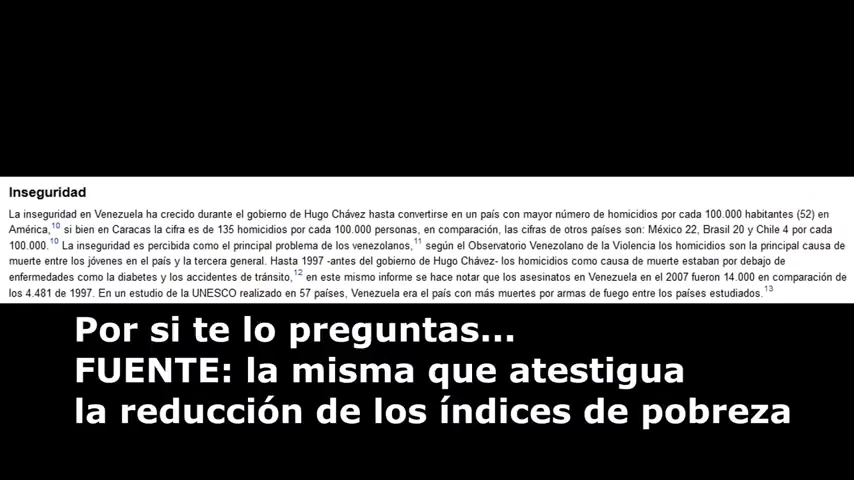 Inseguridad
La inseguridad en Venezuela ha crecido durante el gobierno de Hugo Chávez hasta convertirse en un país con mayor número de homicidios por cada 100.000 habitantes (52) en
América,10 si bien en Caracas la cifra es de 135 homicidios por cada 100.000 personas, en comparación, las cifras de otros países son: México 22, Brasil 20 y Chile 4 por cada
100.000.10 La inseguridad es percibida como el principal problema de los venezolanos,11 según el Observatorio Venezolano de la Violencia los homicidios son la principal causa de
muerte entre los jóvenes en el país y la tercera general. Hasta 1997 -antes del gobierno de Hugo Chávez- los homicidios como causa de muerte estaban por debajo de
enfermedades como la diabetes y los accidentes de tránsito,12 en este mismo informe se hace notar que los asesinatos en Venezuela en el 2007 fueron 14.000 en comparación de
los 4.481 de 1997. En un estudio de la UNESCO realizado en 57 países, Venezuela era el país con más muertes por armas de fuego entre los países estudiados.13
Por si te lo preguntas...
FUENTE: la misma que atestigua
la reducción de los índices de pobreza